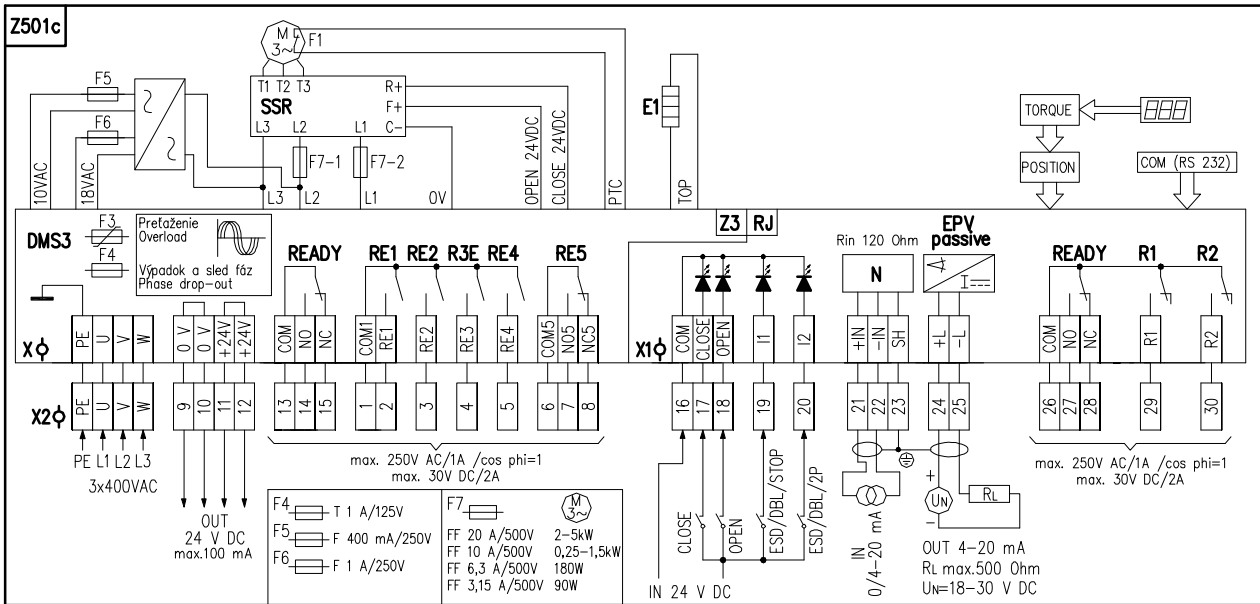 Z501c
F5
F6
10VAC
18VAC
M
3~
F1
T1 T2 T3
SSR
R+
F+
C-
L3 L2 L1
F7-1
F7-2
L3
L2
L1
0V
OPEN 24VDC
CLOSE 24VDC
PTC
E1
TOP
TORQUE
POSITION
COM (RS 232)
DMS3
F3
F4
Preťaženie
Overload
Výpadok a sled fáz
Phase drop-out
READY
RE1 RE2 R3E RE4
RE5
Z3 RJ
Rin 120 Ohm
N
EPV
passive
I
READY
R1
R2
X
PE
U
V
W
0 V
0 V
+24V
+24V
COM
NO
NC
COM1
RE1
RE2
RE3
RE4
COM5
NO5
NC5
X1
COM
CLOSE
OPEN
I1
I2
+IN
-IN
SH
+L
-L
COM
NO
NC
R1
R2
X2
PE
U
V
W
9
10
11
12
13
14
15
1
2
3
4
5
6
7
8
16
17
18
19
20
21
22
23
24
25
26
27
28
29
30
PE L1 L2 L3
3x400VAC
OUT
24 V DC
max.100 mA
max. 250V AC/1A /cos phi=1
max. 30V DC/2A
F4 T 1 A/125V
F5 F 400 mA/250V
F6 F 1 A/250V
F7
M
3~
FF 20 A/500V 2-5kW
FF 10 A/500V 0,25-1,5kW
FF 6,3 A/500V 180W
FF 3,15 A/500V 90W
CLOSE
OPEN
ESD/DBL/STOP
ESD/DBL/2P
IN 24 V DC
IN
0/4-20 mA
+
UN
-
RL
OUT 4-20 mA
RL max.500 Ohm
UN=18-30 V DC
max. 250V AC/1A /cos phi=1
max. 30V DC/2A